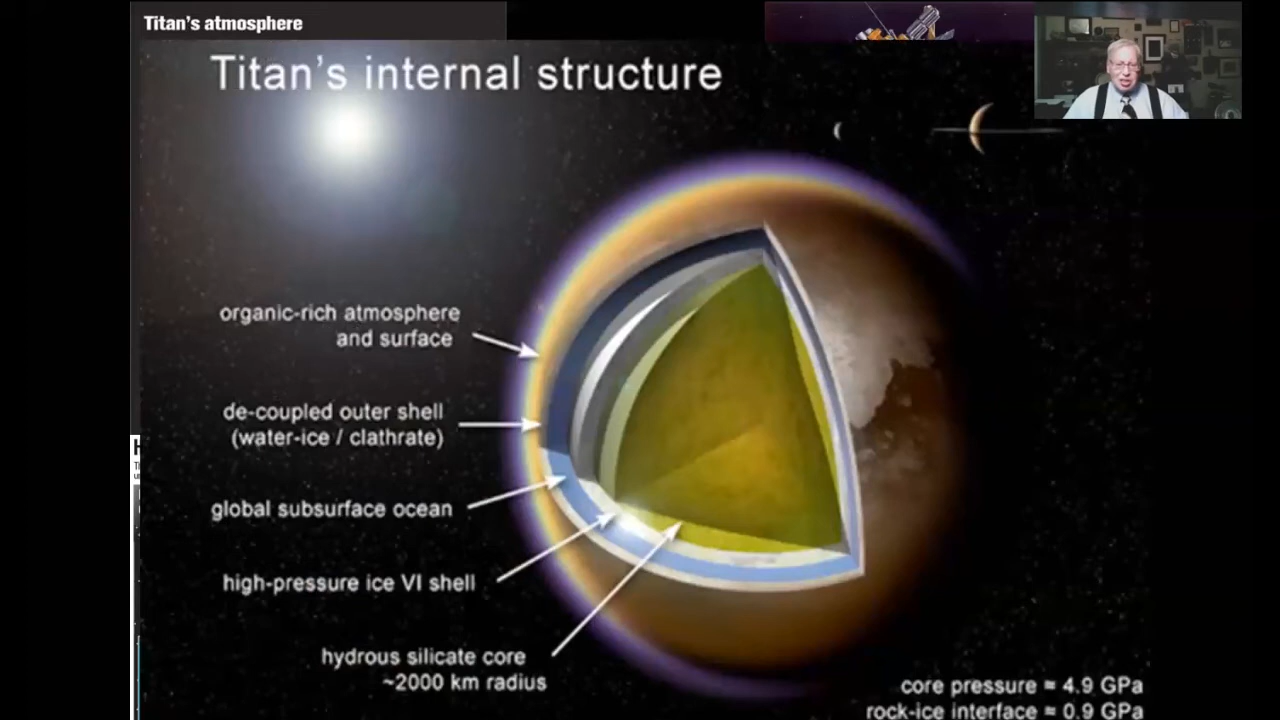 Titan's atmosphere
Titan's internal structure
organic-rich atmosphere
and surface
de-coupled outer shell
(water-ice / clathrate)
global subsurface ocean
high-pressure ice VI shell
hydrous silicate core
~2000 km radius
core pressure ≈ 4.9 GPa
rock-ice interface ≈ 0.9 GPa